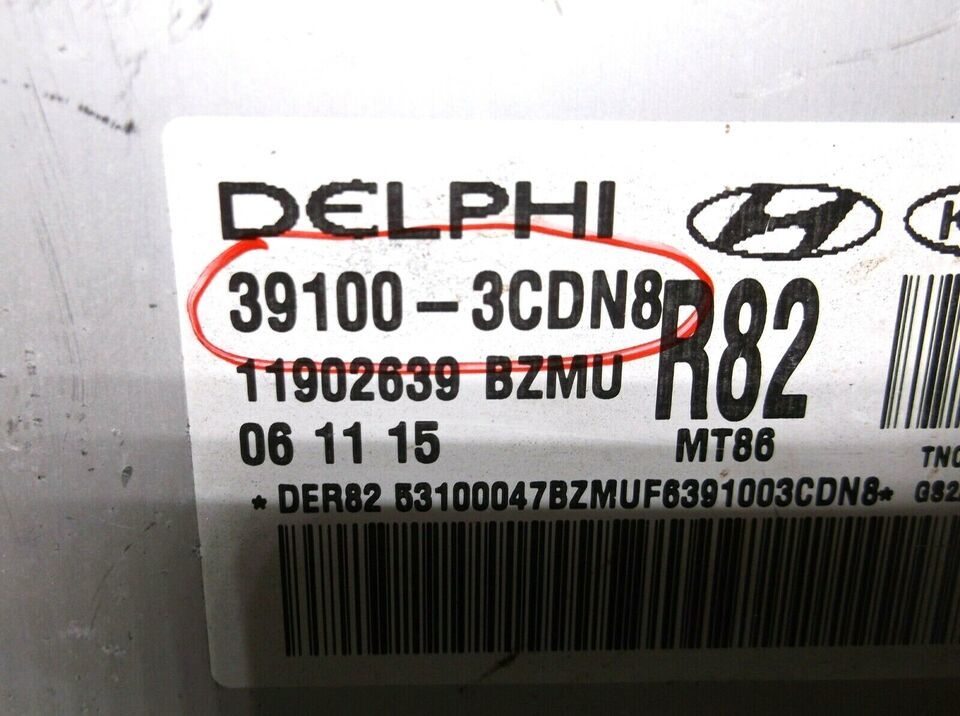 DELPHI
39100-3CDN8
R82
11902639 BZMU
06 11 15
MT86
*DER82 53100047BZMUF6391003CDN8*